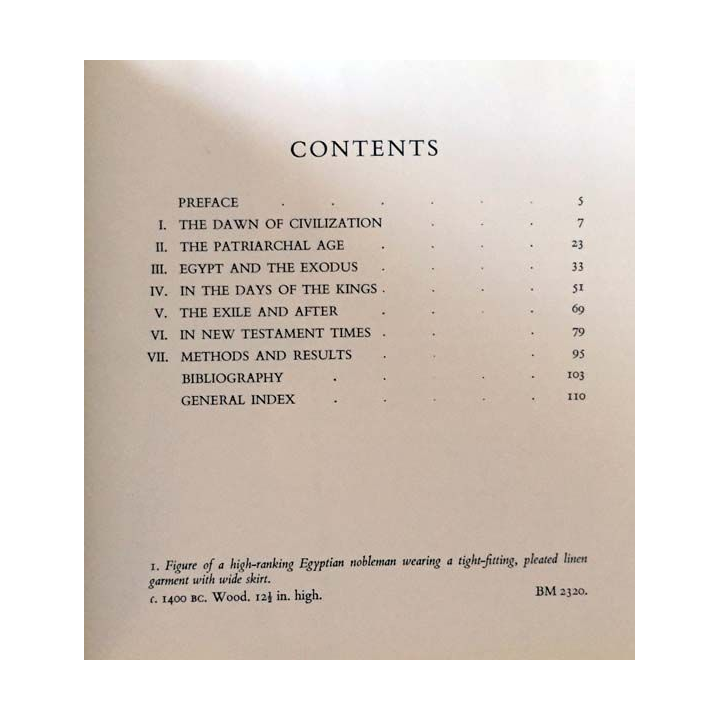 CONTENTS
PREFACE . . . . . . 5
I. THE DAWN OF CIVILIZATION . . . 7
II. THE PATRIARCHAL AGE . . . 23
III. EGYPT AND THE EXODUS . . . . 33
IV. IN THE DAYS OF THE KINGS . . . . 51
V. THE EXILE AND AFTER . . . . 69
VI. IN NEW TESTAMENT TIMES . . . . 79
VII. METHODS AND RESULTS . . . 95
BIBLIOGRAPHY . . . . . 103
GENERAL INDEX . . . . . 110
1. Figure of a high-ranking Egyptian nobleman wearing a tight-fitting, pleated linen
garment with wide skirt.
c. 1400 BC. Wood. 12½ in. high. BM 2320.